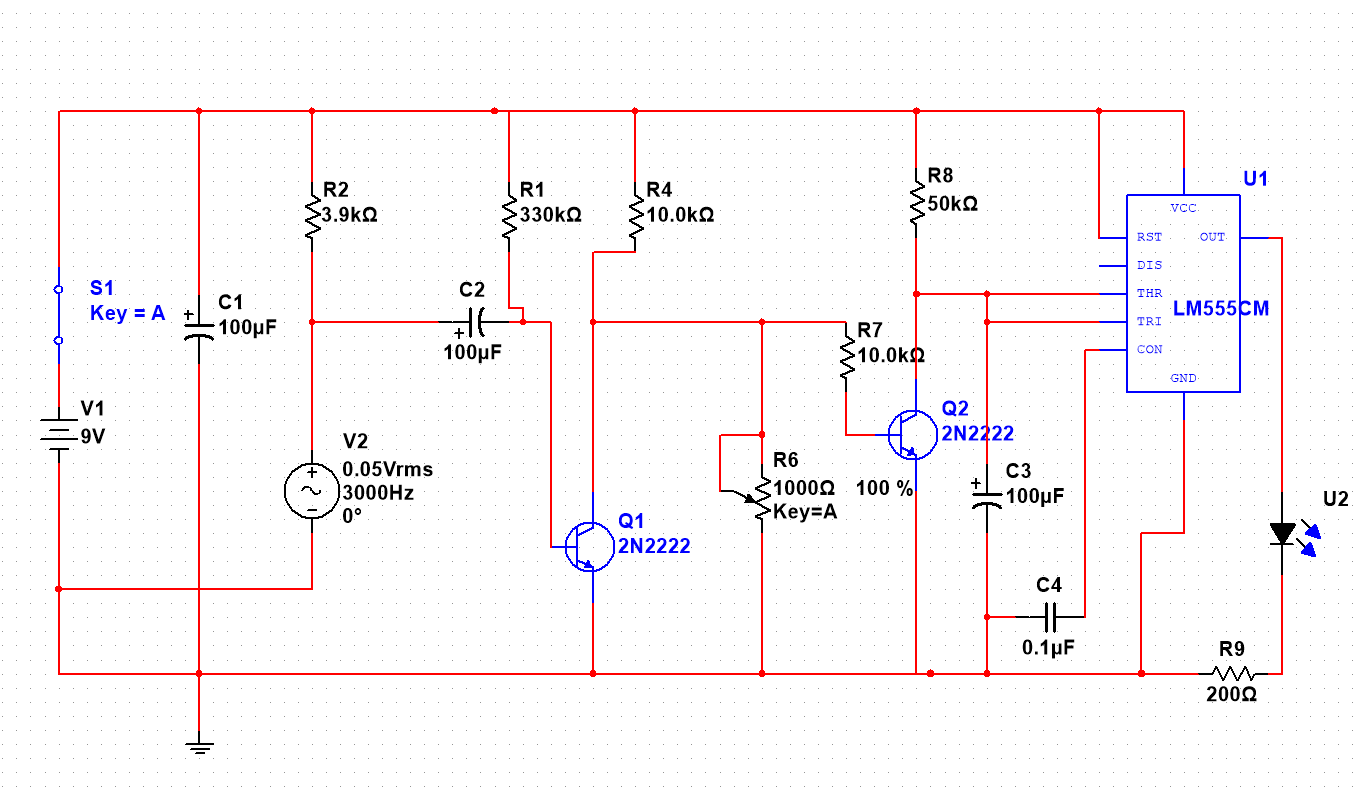 S1
Key = A
V1
9V
C1
100µF
R2
3.9kΩ
V2
0.05Vrms
3000Hz
0°
C2
100µF
R1
330kΩ
R4
10.0kΩ
Q1
2N2222
R6
1000Ω
Key=A
100 %
R7
10.0kΩ
R8
50kΩ
Q2
2N2222
C3
100µF
C4
0.1µF
U1
VCC
RST OUT
DIS
THR
LM555CM
TRI
CON
GND
U2
R9
200Ω